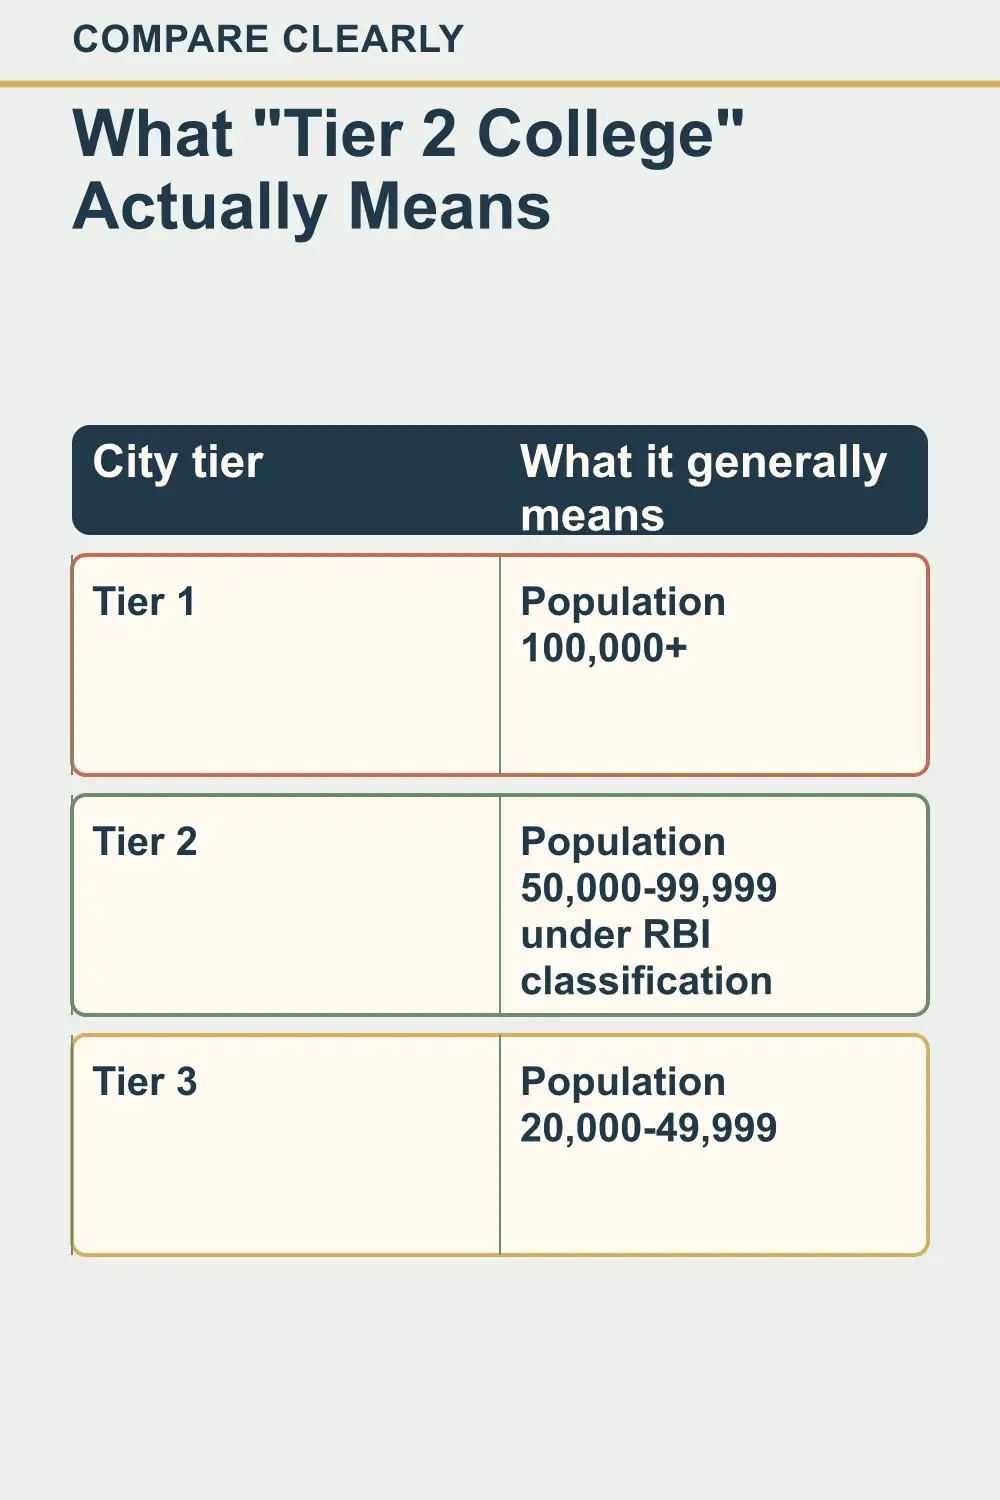 COMPARE CLEARLY
What "Tier 2 College"
Actually Means
City tier
What it generally
means
Tier 1
Population
100,000+
Tier 2
Population
50,000-99,999
under RBI
classification
Tier 3
Population
20,000-49,999